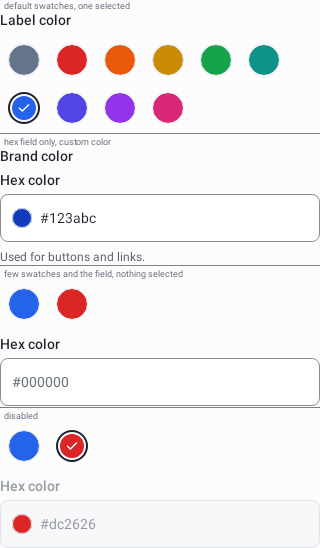 default swatches, one selected
Label color
hex field only, custom color
Brand color
Hex color
#123abc
Used for buttons and links.
few swatches and the field, nothing selected
Hex color
#000000
disabled
Hex color
#dc2626